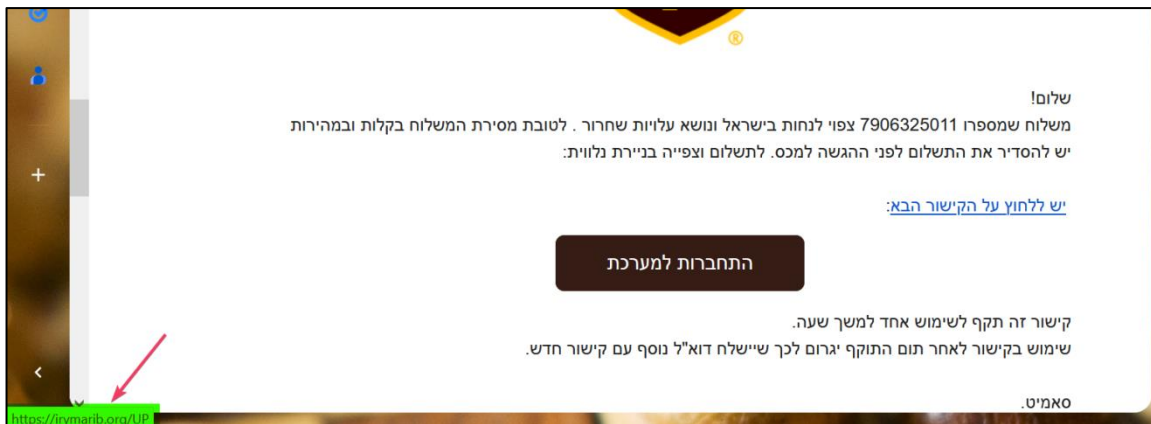 ®
שלום!
משלוח שמספרו 7906325011 צפוי לנחות בישראל ונושא עלויות שחרור . לטובת מסירת המשלוח בקלות ובמהירות
יש להסדיר את התשלום לפני ההגשה למכס. לתשלום וצפייה בניירת נלווית:
יש ללחוץ על הקישור הבא:
התחברות למערכת
קישור זה תקף לשימוש אחד למשך שעה.
שימוש בקישור לאחר תום התוקף יגרום לכך שיישלח דוא"ל נוסף עם קישור חדש.
סאמיט.
https://irymarib.org/UP